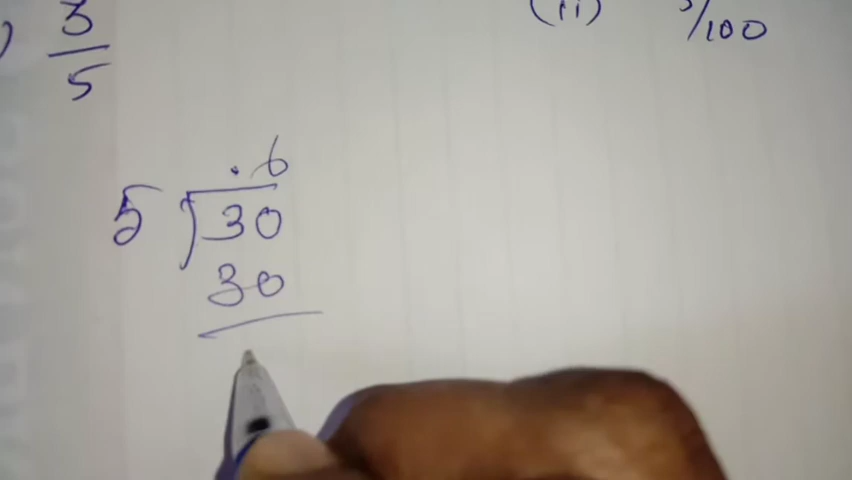 ) 3/5
(ii) /100
.6
5 ) 30
30